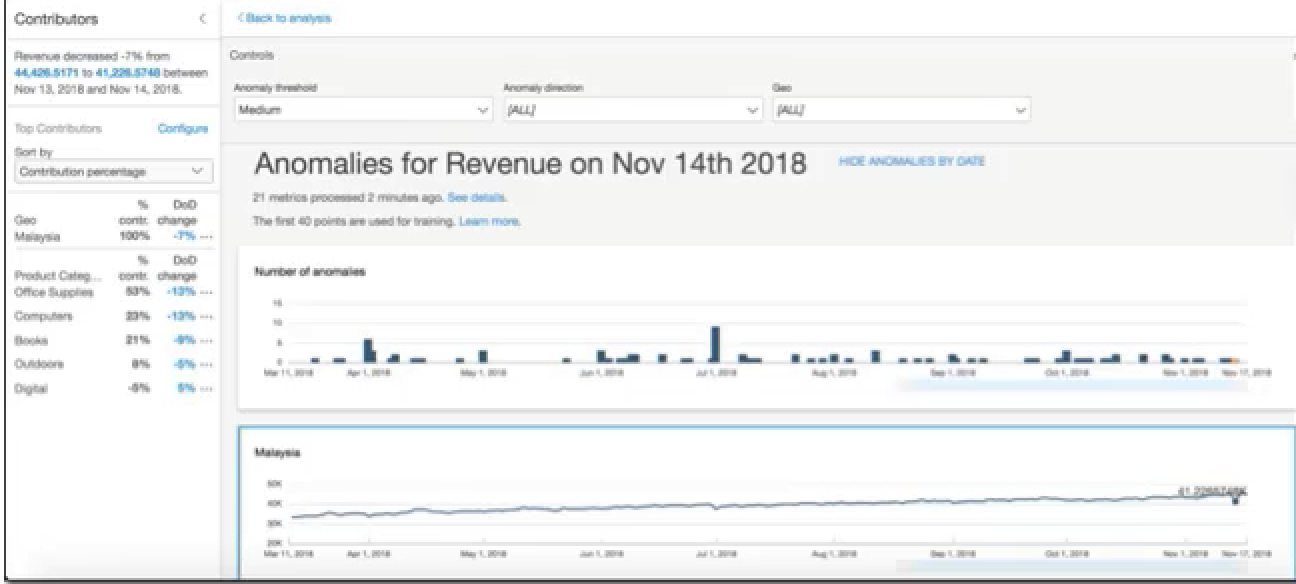 Contributors
Revenue decreased -7% from
44,426.5171 to 41,226.5748 between
Nov 13, 2018 and Nov 14, 2018.
Top Contributors Configure
Sort by
Contribution percentage
% DoD
Geo contr. change
Malaysia 100% -7% ...
% DoD
Product Categ... contr. change
Office Supplies 53% -13% ...
Computers 23% -13% ...
Books 21% -9% ...
Outdoors 8% -5% ...
Digital -5% 5% ...
Back to analysis
Controls
Anomaly threshold Anomaly direction Geo
Medium [ALL] [ALL]
Anomalies for Revenue on Nov 14th 2018 HIDE ANOMALIES BY DATE
21 metrics processed 2 minutes ago. See details.
The first 40 points are used for training. Learn more.
Number of anomalies
15
10
5
0
Mar 11, 2018 Apr 1, 2018 May 1, 2018 Jun 1, 2018 Jul 1, 2018 Aug 1, 2018 Sep 1, 2018 Oct 1, 2018 Nov 1, 2018 Nov 17, 2018
Malaysia
50K
41.2265748K
40K
30K
20K
Mar 11, 2018 Apr 1, 2018 May 1, 2018 Jun 1, 2018 Jul 1, 2018 Aug 1, 2018 Sep 1, 2018 Oct 1, 2018 Nov 1, 2018 Nov 17, 2018